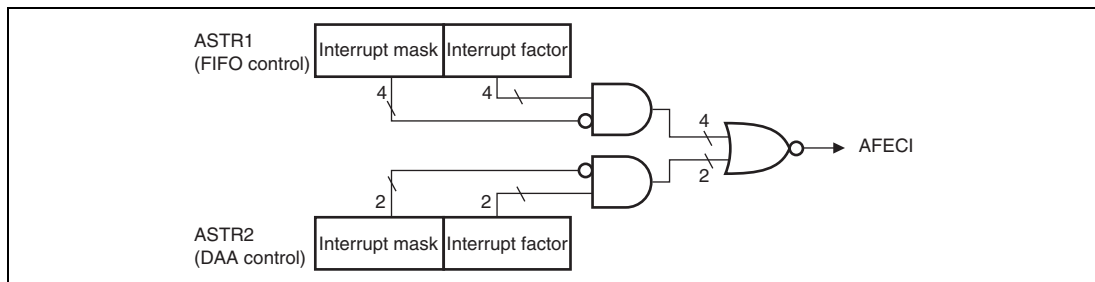 ASTR1
(FIFO control)
Interrupt mask
Interrupt factor
4
4
4
AFECI
2
2
2
ASTR2
(DAA control)
Interrupt mask
Interrupt factor